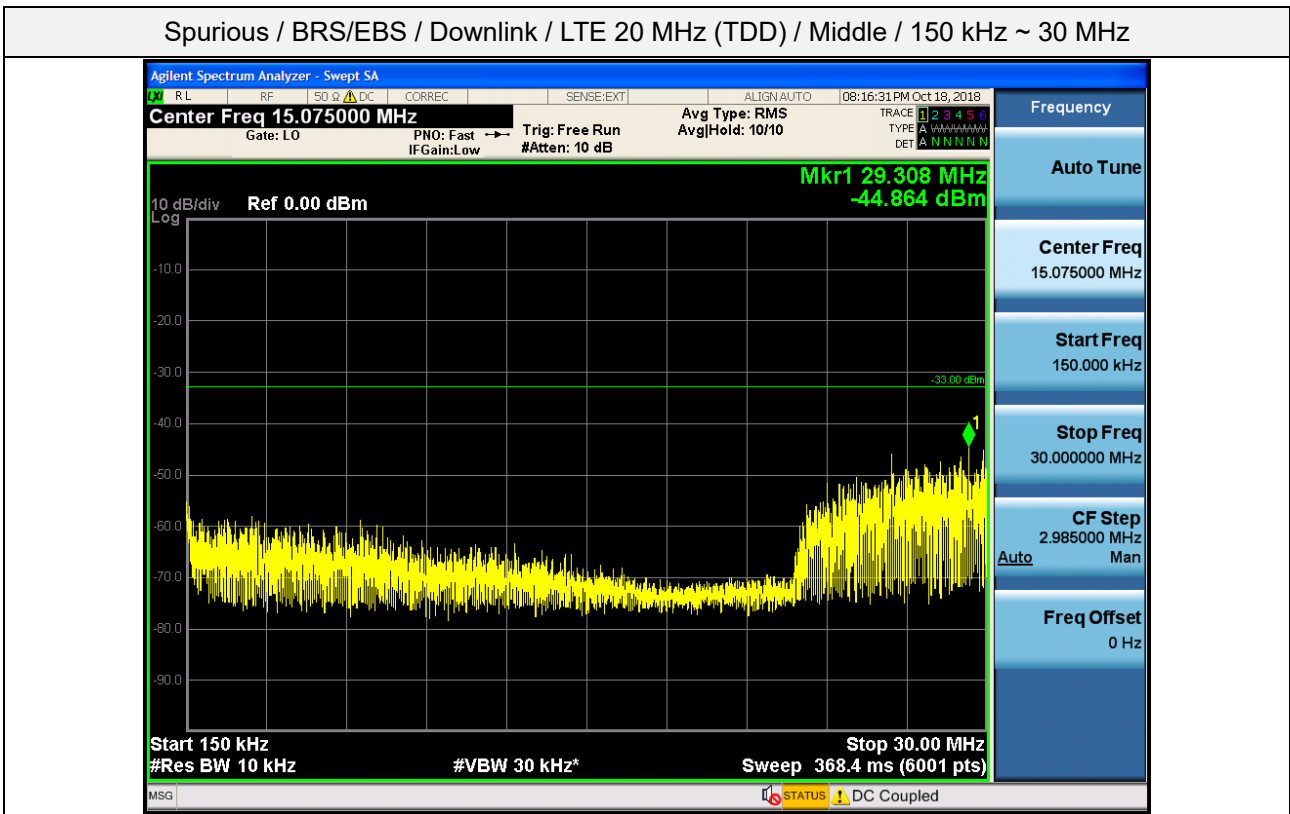 Spurious / BRS/EBS / Downlink / LTE 20 MHz (TDD) / Middle / 150 kHz ~ 30 MHz
Agilent Spectrum Analyzer - Swept SA
LXI RL RF 50 Ω DC CORREC SENSE:EXT ALIGN AUTO 08:16:31 PM Oct 18, 2018
Center Freq 15.075000 MHz
Gate: LO
PNO: Fast
IFGain:Low
Trig: Free Run
#Atten: 10 dB
Avg Type: RMS
Avg|Hold: 10/10
TRACE 1 2 3 4 5 6
TYPE A WWWWW
DET A N N N N N
Mkr1 29.308 MHz
-44.864 dBm
10 dB/div Ref 0.00 dBm
Log
-10.0
-20.0
-30.0
-33.00 dBm
-40.0
1
-50.0
-60.0
-70.0
-80.0
-90.0
Start 150 kHz Stop 30.00 MHz
#Res BW 10 kHz #VBW 30 kHz* Sweep 368.4 ms (6001 pts)
MSG STATUS DC Coupled
Frequency
Auto Tune
Center Freq
15.075000 MHz
Start Freq
150.000 kHz
Stop Freq
30.000000 MHz
CF Step
2.985000 MHz
Auto Man
Freq Offset
0 Hz